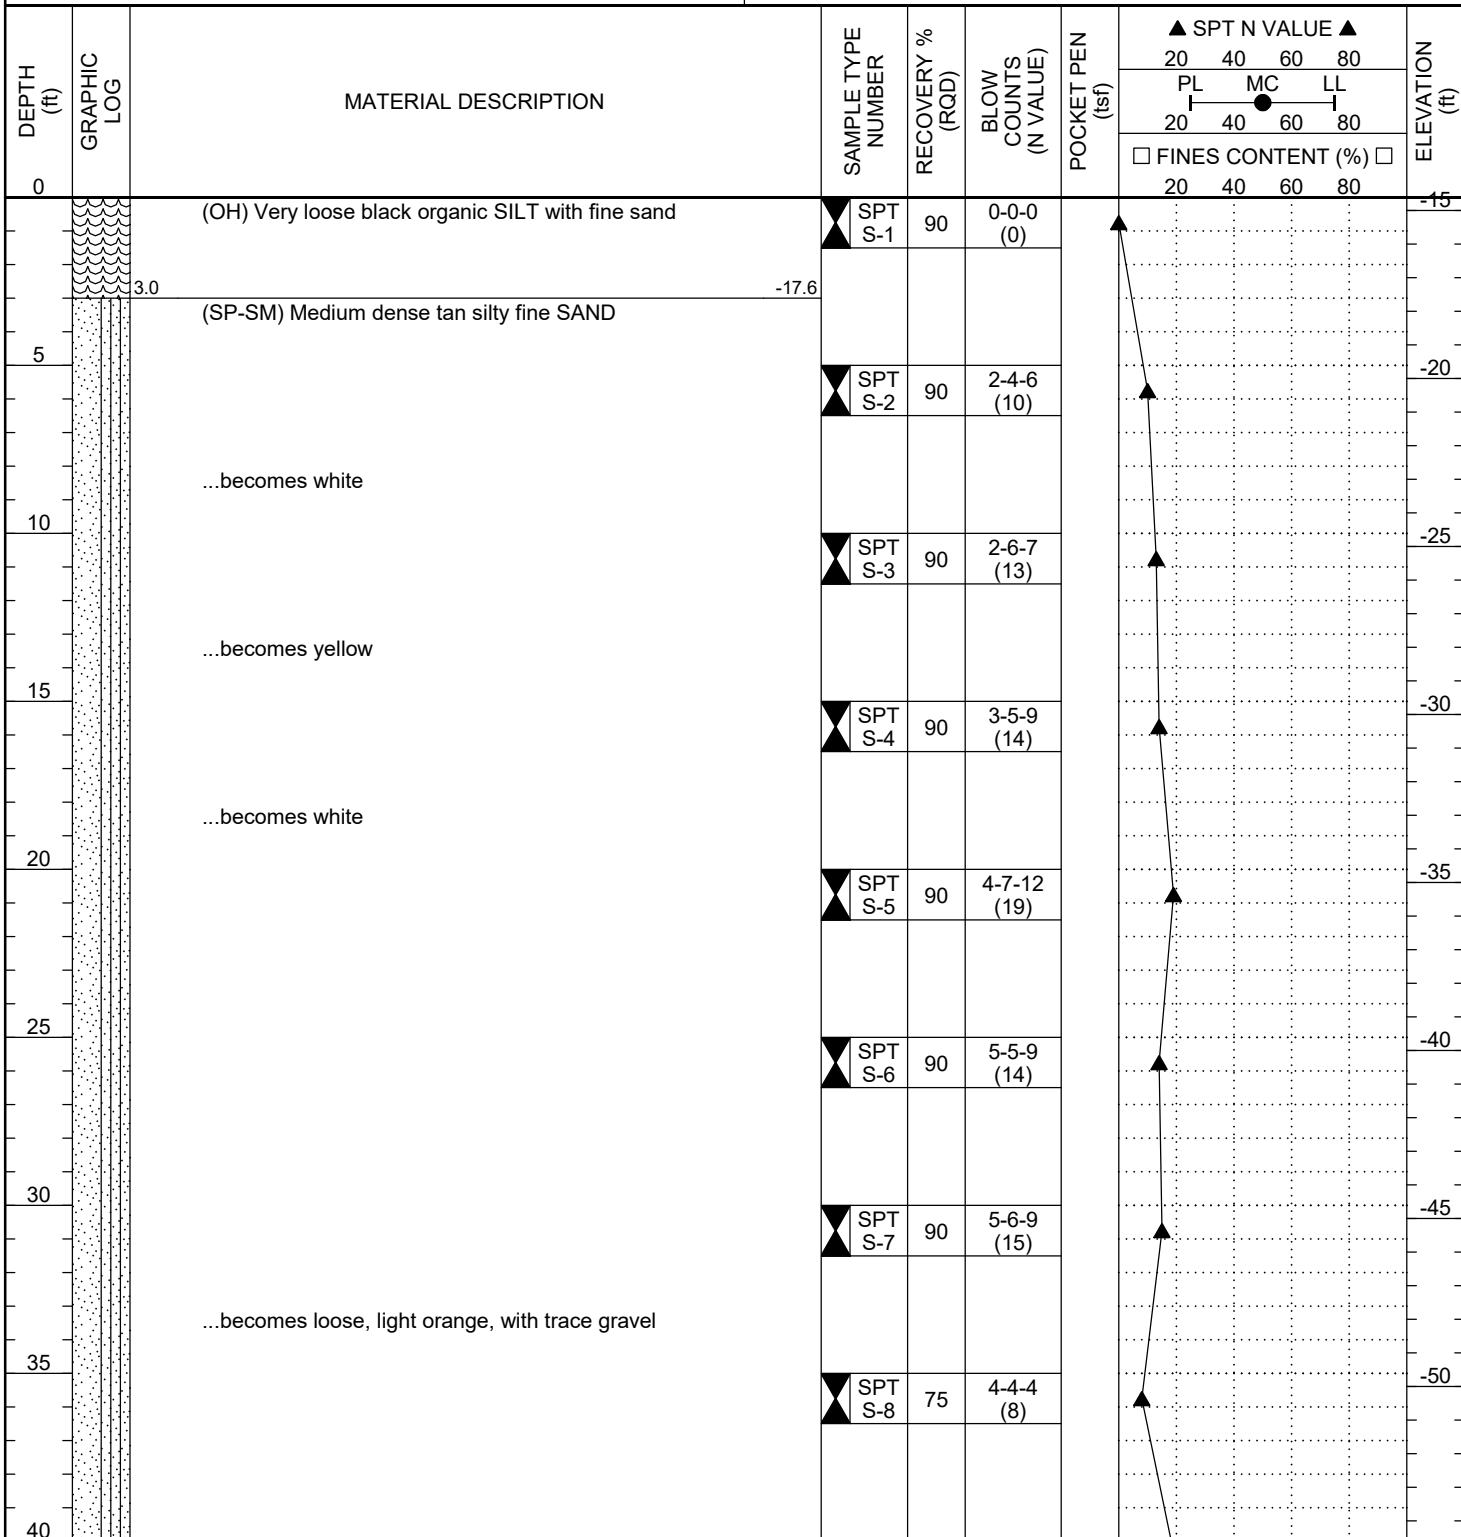 DEPTH
(ft)
GRAPHIC
LOG
MATERIAL DESCRIPTION
SAMPLE TYPE
NUMBER
RECOVERY %
(RQD)
BLOW
COUNTS
(N VALUE)
POCKET PEN
(tsf)
▲ SPT N VALUE ▲
20 40 60 80
PL MC LL
20 40 60 80
□ FINES CONTENT (%) □
20 40 60 80
ELEVATION
(ft)
0
(OH) Very loose black organic SILT with fine sand
SPT
S-1
90
0-0-0
(0)
-15
3.0
-17.6
(SP-SM) Medium dense tan silty fine SAND
5
SPT
S-2
90
2-4-6
(10)
-20
...becomes white
10
SPT
S-3
90
2-6-7
(13)
-25
...becomes yellow
15
SPT
S-4
90
3-5-9
(14)
-30
...becomes white
20
SPT
S-5
90
4-7-12
(19)
-35
25
SPT
S-6
90
5-5-9
(14)
-40
30
SPT
S-7
90
5-6-9
(15)
-45
...becomes loose, light orange, with trace gravel
35
SPT
S-8
75
4-4-4
(8)
-50
40